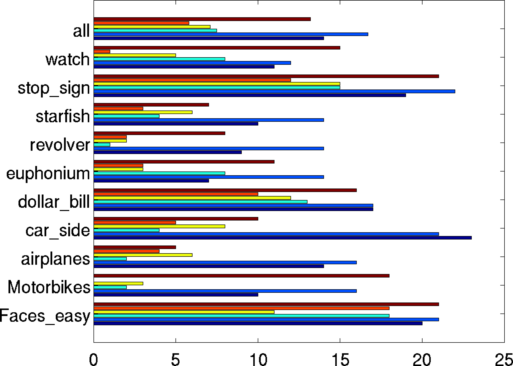 all
watch
stop_sign
starfish
revolver
euphonium
dollar_bill
car_side
airplanes
Motorbikes
Faces_easy
0 5 10 15 20 25